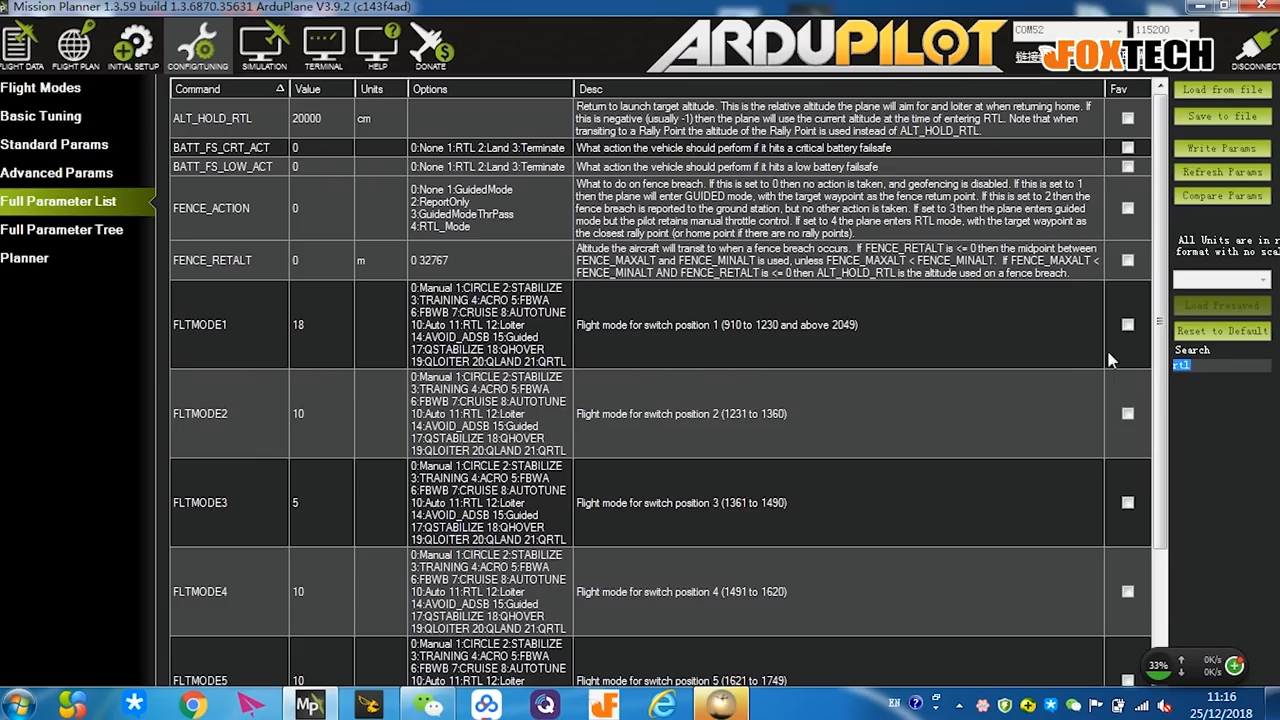 Mission Planner 1.3.59 build 1.3.6870.35631 ArduPlane V3.9.2 (c143f4ad)
FLIGHT DATA
FLIGHT PLAN
INITIAL SETUP
CONFIG/TUNING
SIMULATION
TERMINAL
HELP
DONATE
ARDUPILOT
COM52
115200
FOXTECH
DISCONNECT
Flight Modes
Basic Tuning
Standard Params
Advanced Params
Full Parameter List
Full Parameter Tree
Planner
Command Value Units Options Desc Fav
ALT_HOLD_RTL 20000 cm
Return to launch target altitude. This is the relative altitude the plane will aim for and loiter at when returning home. If
this is negative (usually -1) then the plane will use the current altitude at the time of entering RTL. Note that when
transiting to a Rally Point the altitude of the Rally Point is used instead of ALT_HOLD_RTL.
BATT_FS_CRT_ACT 0 0:None 1:RTL 2:Land 3:Terminate What action the vehicle should perform if it hits a critical battery failsafe
BATT_FS_LOW_ACT 0 0:None 1:RTL 2:Land 3:Terminate What action the vehicle should perform if it hits a low battery failsafe
FENCE_ACTION 0
0:None 1:GuidedMode
2:ReportOnly
3:GuidedModeThrPass
4:RTL_Mode
What to do on fence breach. If this is set to 0 then no action is taken, and geofencing is disabled. If this is set to 1
then the plane will enter GUIDED mode, with the target waypoint as the fence return point. If this is set to 2 then the
fence breach is reported to the ground station, but no other action is taken. If set to 3 then the plane enters guided
mode but the pilot retains manual throttle control. If set to 4 the plane enters RTL mode, with the target waypoint as
the closest rally point (or home point if there are no rally points).
FENCE_RETALT 0 m 0 32767
Altitude the aircraft will transit to when a fence breach occurs. If FENCE_RETALT is <= 0 then the midpoint between
FENCE_MAXALT and FENCE_MINALT is used, unless FENCE_MAXALT < FENCE_MINALT. If FENCE_MAXALT <
FENCE_MINALT AND FENCE_RETALT is <= 0 then ALT_HOLD_RTL is the altitude used on a fence breach.
FLTMODE1 18
0:Manual 1:CIRCLE 2:STABILIZE
3:TRAINING 4:ACRO 5:FBWA
6:FBWB 7:CRUISE 8:AUTOTUNE
10:Auto 11:RTL 12:Loiter
14:AVOID_ADSB 15:Guided
17:QSTABILIZE 18:QHOVER
19:QLOITER 20:QLAND 21:QRTL
Flight mode for switch position 1 (910 to 1230 and above 2049)
FLTMODE2 10
0:Manual 1:CIRCLE 2:STABILIZE
3:TRAINING 4:ACRO 5:FBWA
6:FBWB 7:CRUISE 8:AUTOTUNE
10:Auto 11:RTL 12:Loiter
14:AVOID_ADSB 15:Guided
17:QSTABILIZE 18:QHOVER
19:QLOITER 20:QLAND 21:QRTL
Flight mode for switch position 2 (1231 to 1360)
FLTMODE3 5
0:Manual 1:CIRCLE 2:STABILIZE
3:TRAINING 4:ACRO 5:FBWA
6:FBWB 7:CRUISE 8:AUTOTUNE
10:Auto 11:RTL 12:Loiter
14:AVOID_ADSB 15:Guided
17:QSTABILIZE 18:QHOVER
19:QLOITER 20:QLAND 21:QRTL
Flight mode for switch position 3 (1361 to 1490)
FLTMODE4 10
0:Manual 1:CIRCLE 2:STABILIZE
3:TRAINING 4:ACRO 5:FBWA
6:FBWB 7:CRUISE 8:AUTOTUNE
10:Auto 11:RTL 12:Loiter
14:AVOID_ADSB 15:Guided
17:QSTABILIZE 18:QHOVER
19:QLOITER 20:QLAND 21:QRTL
Flight mode for switch position 4 (1491 to 1620)
FLTMODE5 10
0:Manual 1:CIRCLE 2:STABILIZE
3:TRAINING 4:ACRO 5:FBWA
6:FBWB 7:CRUISE 8:AUTOTUNE
10:Auto 11:RTL 12:Loiter
Flight mode for switch position 5 (1621 to 1749)
Load from file
Save to file
Write Params
Refresh Params
Compare Params
All Units are in r
format with no sca
Load Presaved
Reset to Default
Search
rtl
33%
0K/s
0K/s
EN
11:16
25/12/2018